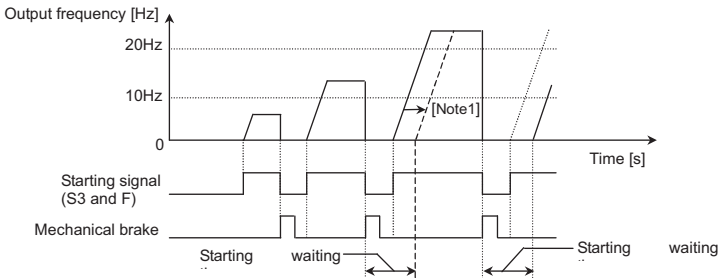 Output frequency [Hz]
20Hz
10Hz
[Note1]
0
Time [s]
Starting signal
(S3 and F)
Mechanical brake
Starting waiting
Starting waiting